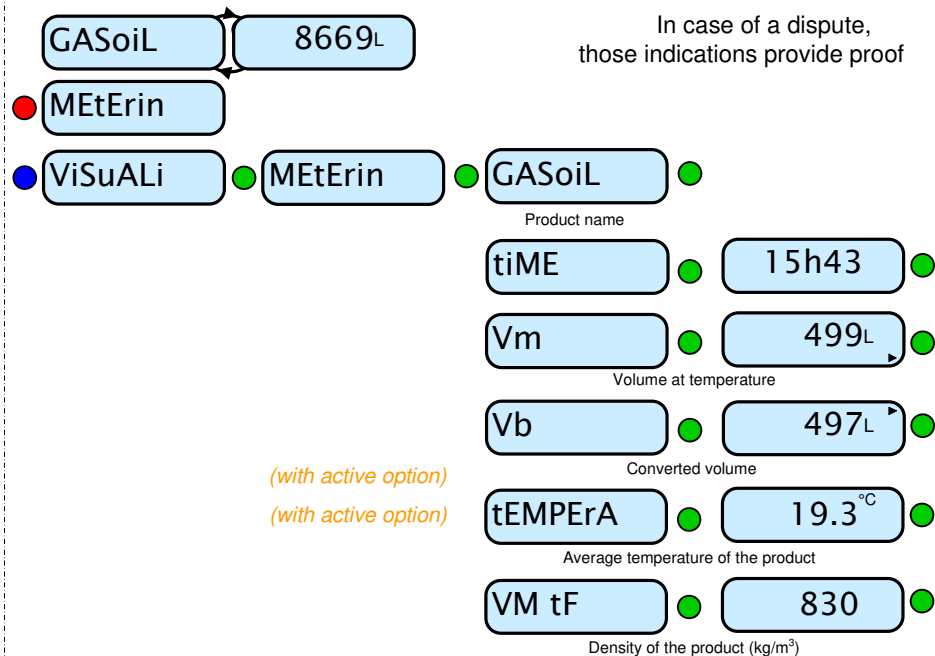 GASoiL 8669L
In case of a dispute,
those indications provide proof
MEtErin
ViSuALi MEtErin GASoiL
Product name
tiME 15h43
Vm 499L
Volume at temperature
Vb 497L
Converted volume
(with active option)
(with active option)
tEMPErA 19.3°C
Average temperature of the product
VM tF 830
Density of the product (kg/m³)